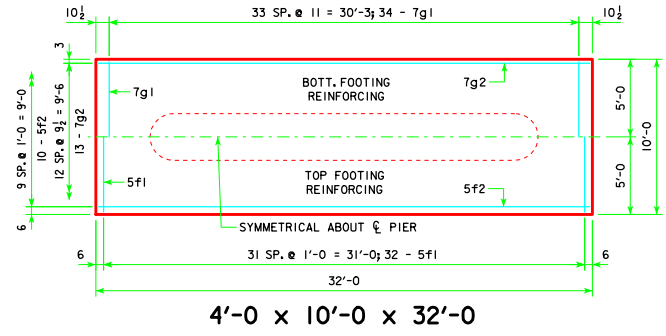 10½ 33 SP. @ 11 = 30'-3; 34 - 7g1 10½
3
BOTT. FOOTING
REINFORCING
7g1
7g2
9 SP. @ 1'-0 = 9'-0
10 - 5f2
12 SP. @ 9½ = 9'-6
13 - 7g2
5'-0
10'-0
5'-0
TOP FOOTING
REINFORCING
5f1
5f2
6
SYMMETRICAL ABOUT ℄ PIER
6 31 SP. @ 1'-0 = 31'-0; 32 - 5f1 6
32'-0
4'-0 x 10'-0 x 32'-0